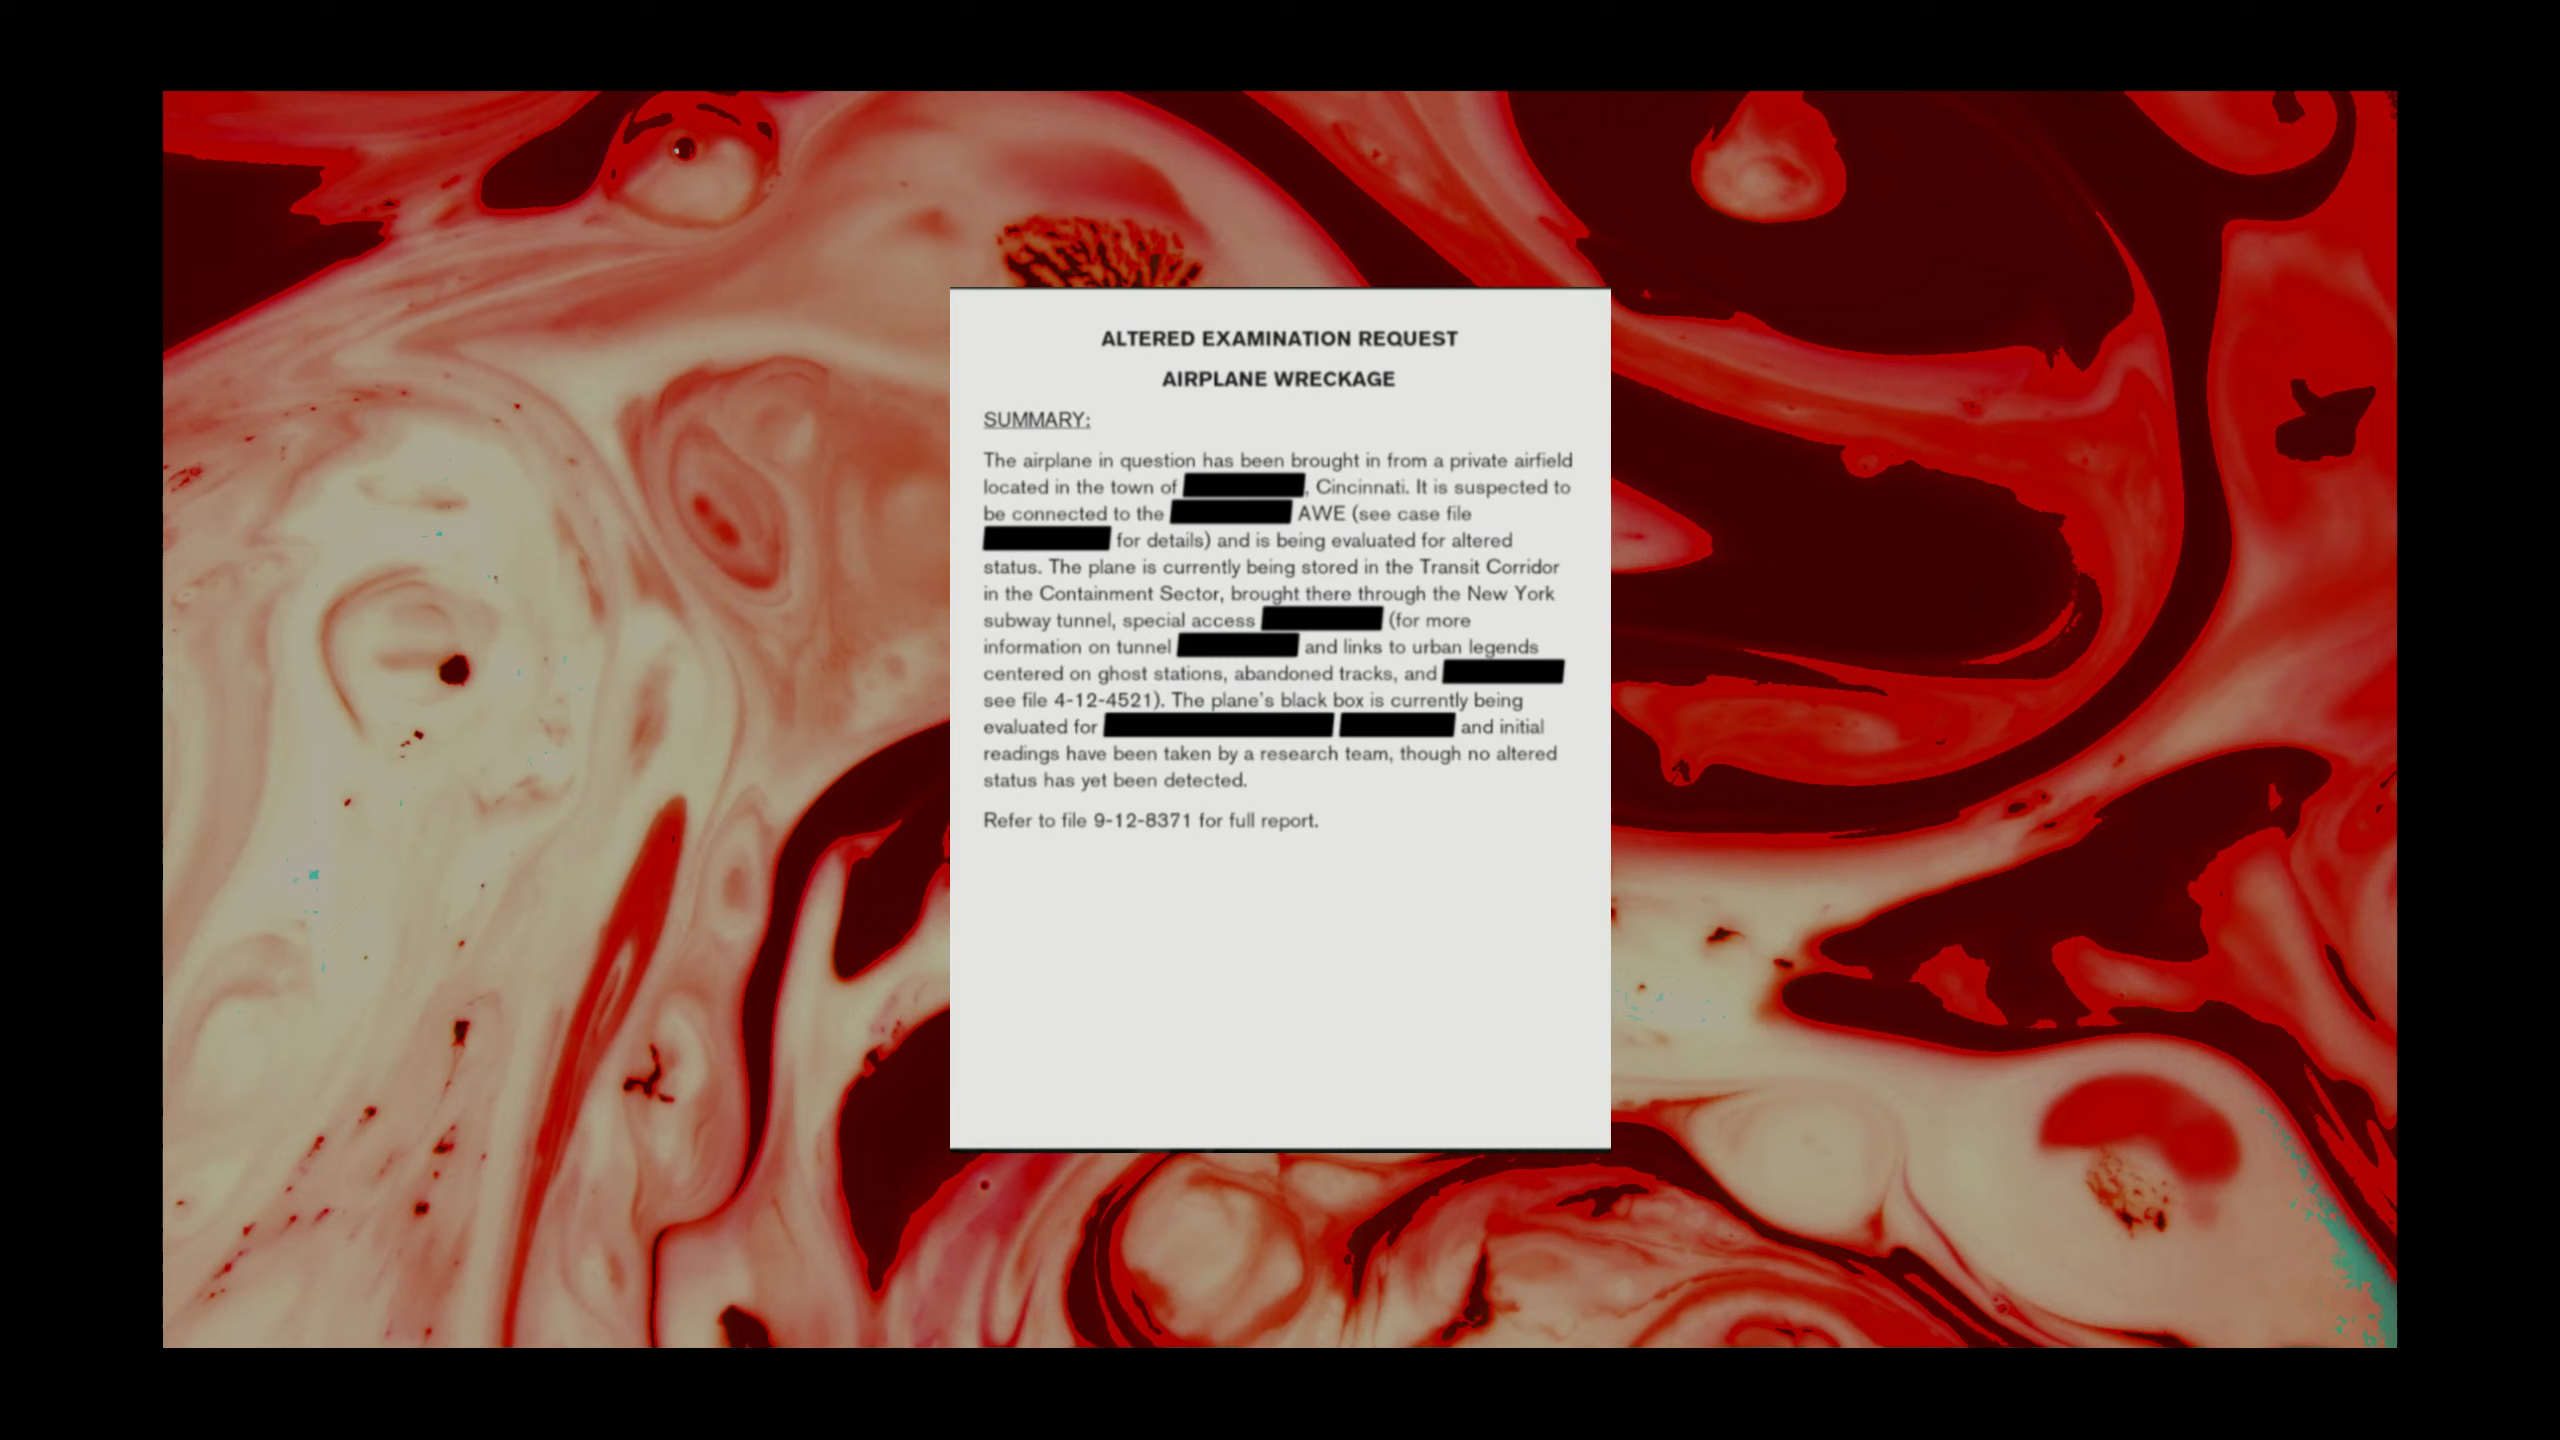 ALTERED EXAMINATION REQUEST
AIRPLANE WRECKAGE
SUMMARY:
The airplane in question has been brought in from a private airfield
located in the town of , Cincinnati. It is suspected to
be connected to the AWE (see case file
for details) and is being evaluated for altered
status. The plane is currently being stored in the Transit Corridor
in the Containment Sector, brought there through the New York
subway tunnel, special access (for more
information on tunnel and links to urban legends
centered on ghost stations, abandoned tracks, and
see file 4-12-4521). The plane's black box is currently being
evaluated for and initial
readings have been taken by a research team, though no altered
status has yet been detected.
Refer to file 9-12-8371 for full report.